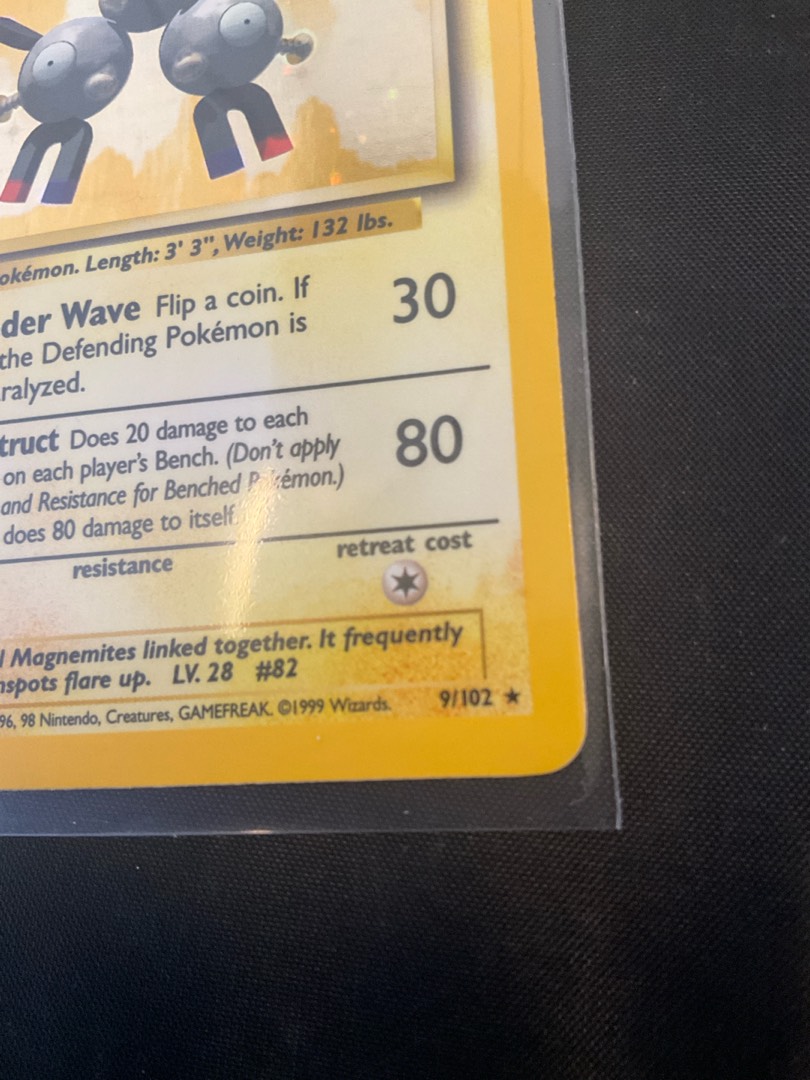 okémon. Length: 3' 3", Weight: 132 lbs.
der Wave Flip a coin. If
the Defending Pokémon is
ralyzed.
30
truct Does 20 damage to each
on each player's Bench. (Don't apply
and Resistance for Benched Pokémon.)
does 80 damage to itself.
80
resistance
retreat cost
l Magnemites linked together. It frequently
nspots flare up. LV. 28 #82
96, 98 Nintendo, Creatures, GAMEFREAK. ©1999 Wizards.
9/102 ★